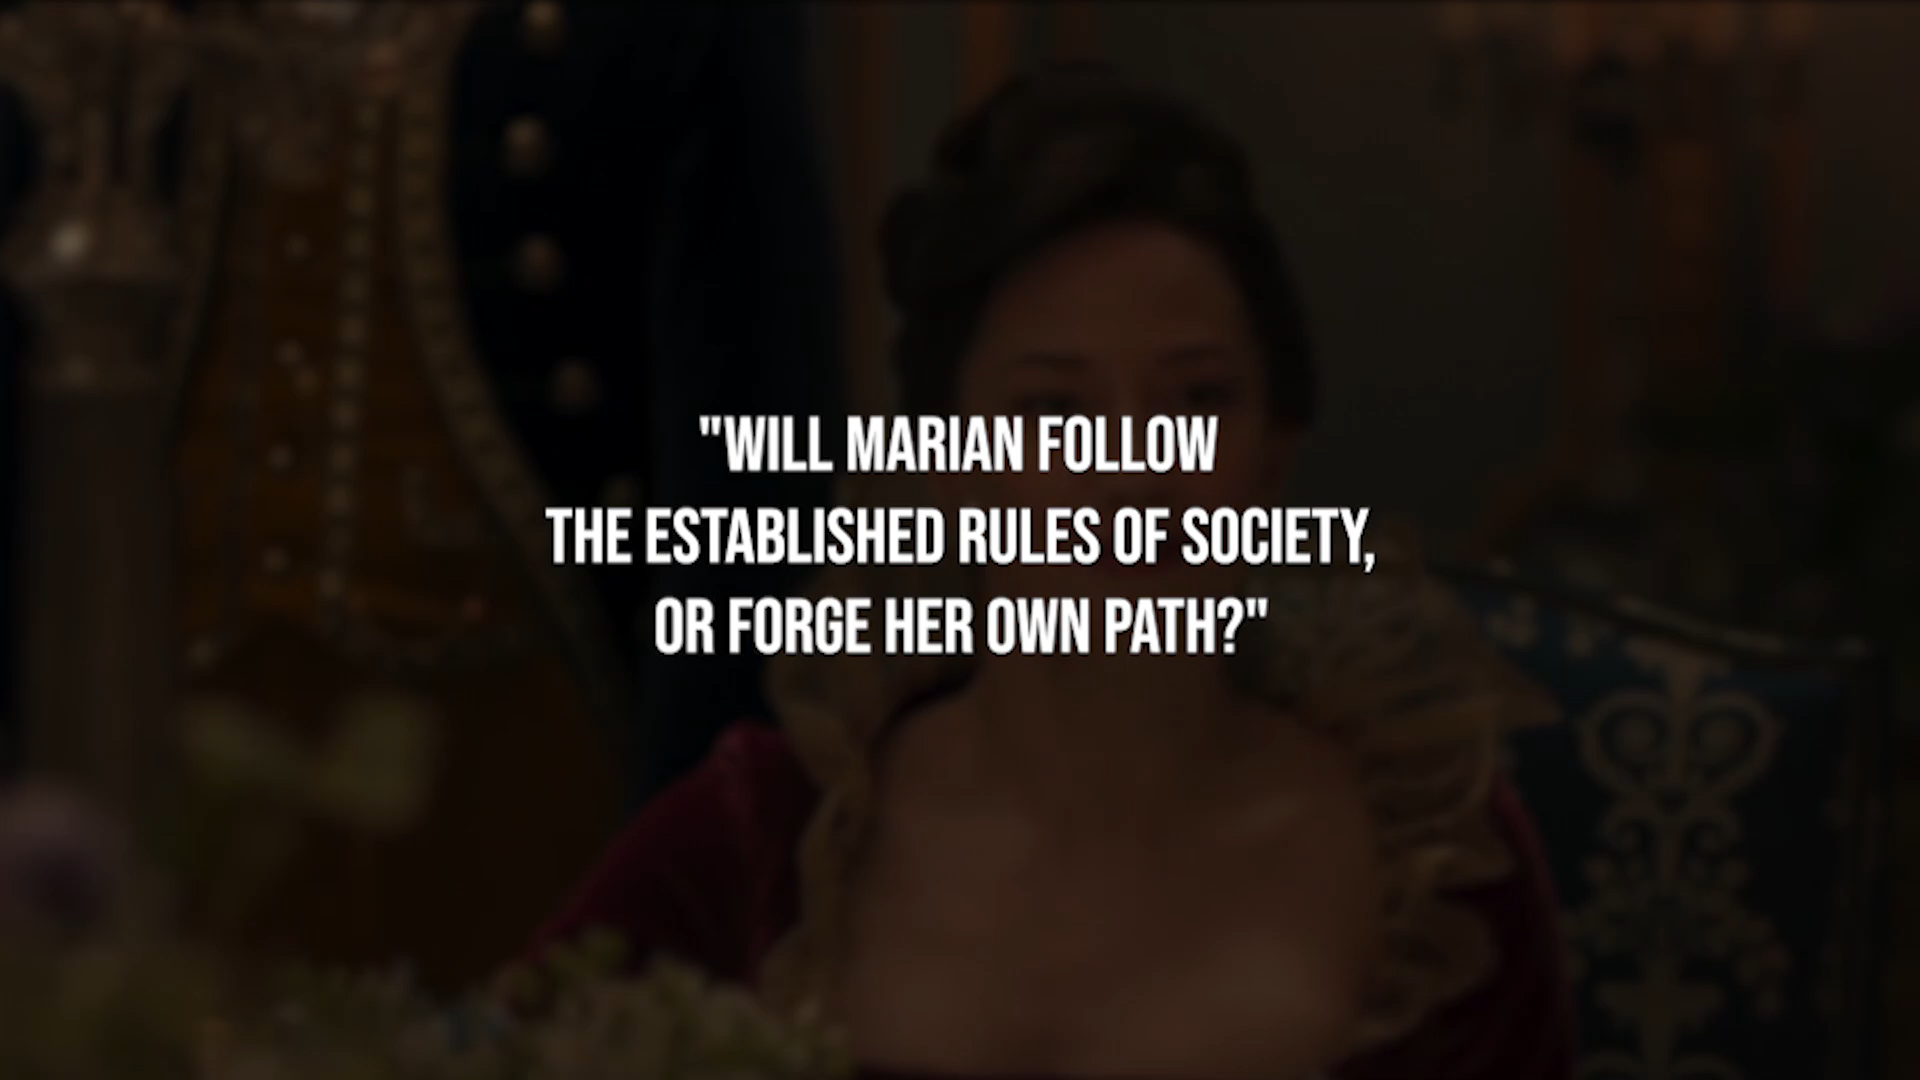 "WILL MARIAN FOLLOW
THE ESTABLISHED RULES OF SOCIETY,
OR FORGE HER OWN PATH?"